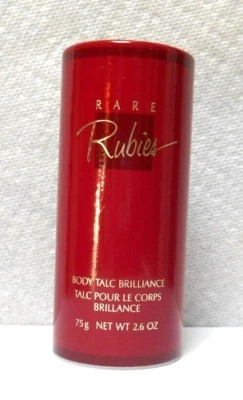 RARE
Rubies
BODY TALC BRILLIANCE
TALC POUR LE CORPS
BRILLANCE
75g NET WT 2.6 OZ